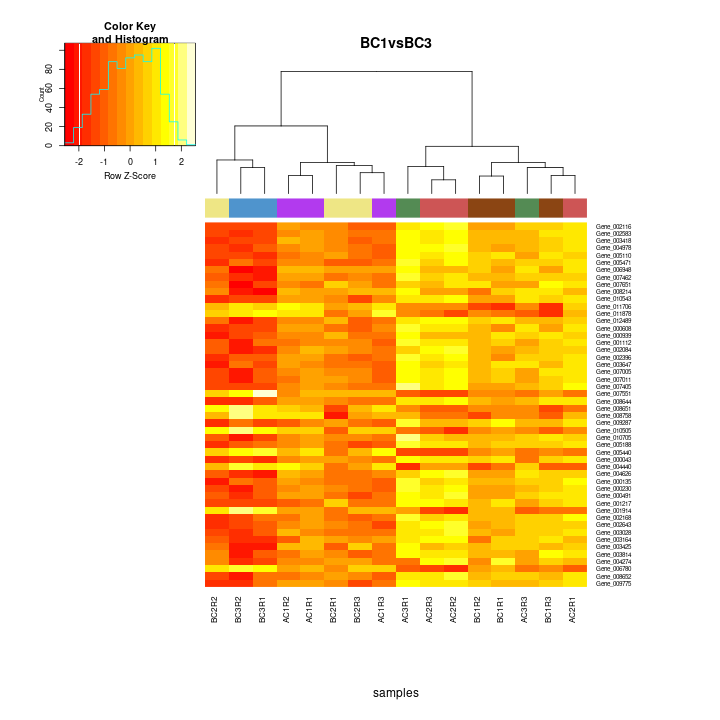 Color Key
and Histogram
BC1vsBC3
Count
0 20 40 60 80
-2 -1 0 1 2
Row Z-Score
Gene_002116
Gene_002583
Gene_003418
Gene_004978
Gene_005110
Gene_005471
Gene_006948
Gene_007462
Gene_007651
Gene_008214
Gene_010543
Gene_011706
Gene_011878
Gene_012489
Gene_000608
Gene_000939
Gene_001112
Gene_002084
Gene_002396
Gene_003647
Gene_007005
Gene_007011
Gene_007405
Gene_007551
Gene_008644
Gene_008651
Gene_008758
Gene_009287
Gene_010505
Gene_010705
Gene_005188
Gene_005440
Gene_000043
Gene_004440
Gene_004626
Gene_000135
Gene_000230
Gene_000491
Gene_001217
Gene_001914
Gene_002168
Gene_002643
Gene_003028
Gene_003164
Gene_003425
Gene_003814
Gene_004274
Gene_006780
Gene_008652
Gene_009775
BC2R2
BC3R2
BC3R1
AC1R2
AC1R1
BC2R1
BC2R3
AC1R3
AC3R1
AC2R3
AC2R2
BC1R2
BC1R1
AC3R3
BC1R3
AC2R1
samples